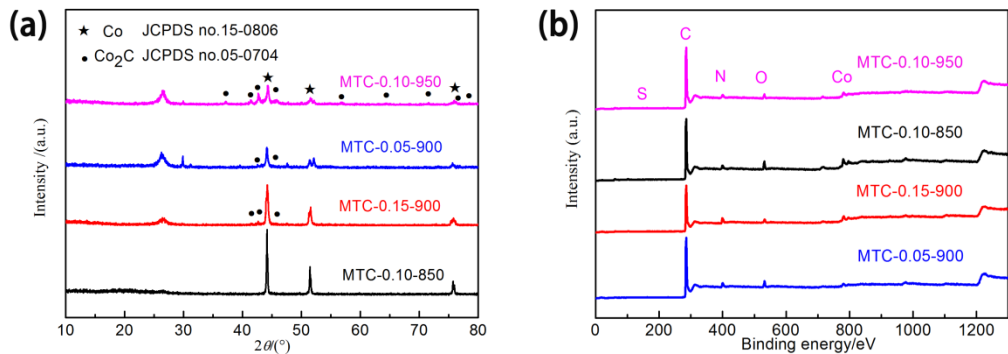 (a)
★ Co JCPDS no.15-0806
• Co₂C JCPDS no.05-0704
MTC-0.10-950
MTC-0.05-900
MTC-0.15-900
MTC-0.10-850
Intensity /(a.u.)
10 20 30 40 50 60 70 80
2θ/(°)
(b)
C
S N O Co
MTC-0.10-950
MTC-0.10-850
MTC-0.15-900
MTC-0.05-900
Intensity (a.u.)
0 200 400 600 800 1000 1200
Binding energy/eV